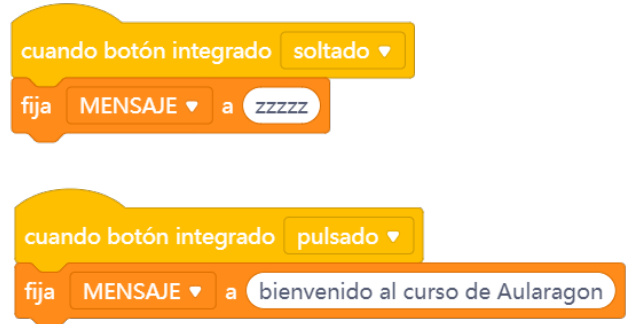 cuando botón integrado soltado
fija MENSAJE a zzzzz
cuando botón integrado pulsado
fija MENSAJE a bienvenido al curso de Aularagon